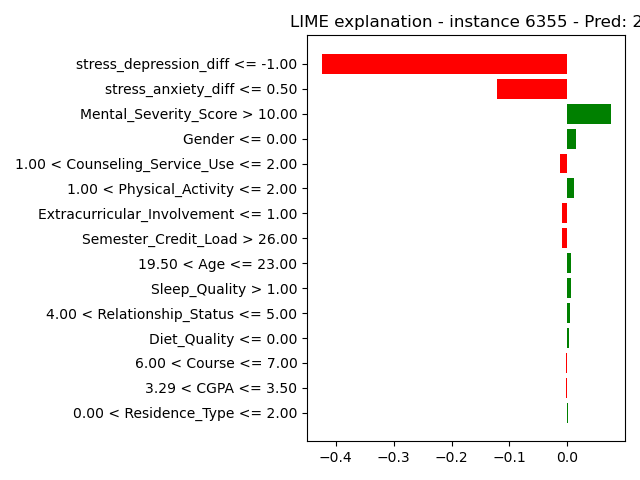 LIME explanation - instance 6355 - Pred: 2
stress_depression_diff <= -1.00
stress_anxiety_diff <= 0.50
Mental_Severity_Score > 10.00
Gender <= 0.00
1.00 < Counseling_Service_Use <= 2.00
1.00 < Physical_Activity <= 2.00
Extracurricular_Involvement <= 1.00
Semester_Credit_Load > 26.00
19.50 < Age <= 23.00
Sleep_Quality > 1.00
4.00 < Relationship_Status <= 5.00
Diet_Quality <= 0.00
6.00 < Course <= 7.00
3.29 < CGPA <= 3.50
0.00 < Residence_Type <= 2.00
−0.4 −0.3 −0.2 −0.1 0.0